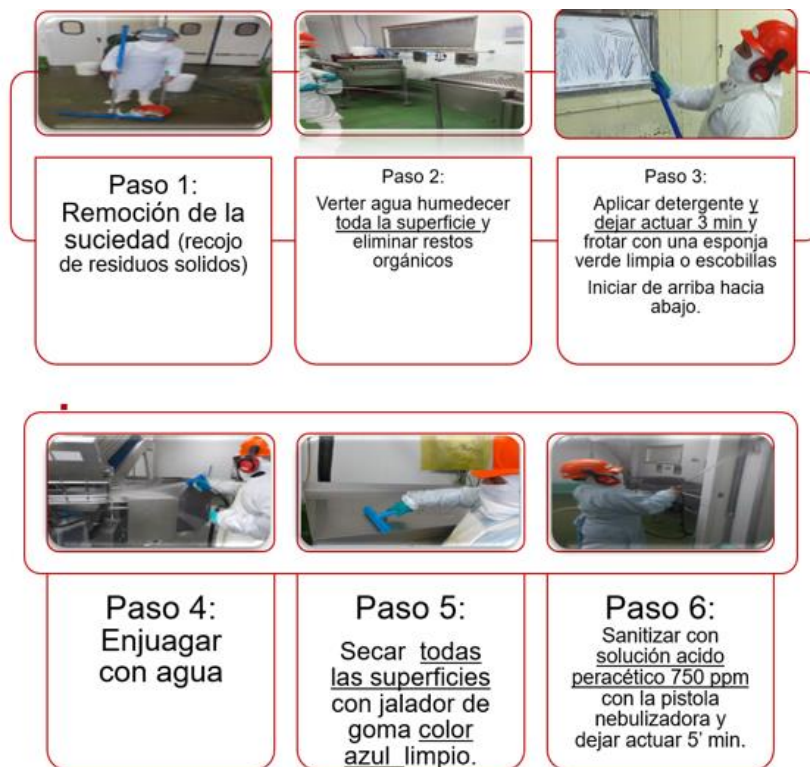 Paso 1:
Remoción de la
suciedad (recojo
de residuos solidos)
Paso 2:
Verter agua humedecer
toda la superficie y
eliminar restos
orgánicos
Paso 3:
Aplicar detergente y
dejar actuar 3 min y
frotar con una esponja
verde limpia o escobillas
Iniciar de arriba hacia
abajo.
Paso 4:
Enjuagar
con agua
Paso 5:
Secar todas
las superficies
con jalador de
goma color
azul limpio.
Paso 6:
Sanitizar con
solución acido
peracético 750 ppm
con la pistola
nebulizadora y
dejar actuar 5’ min.